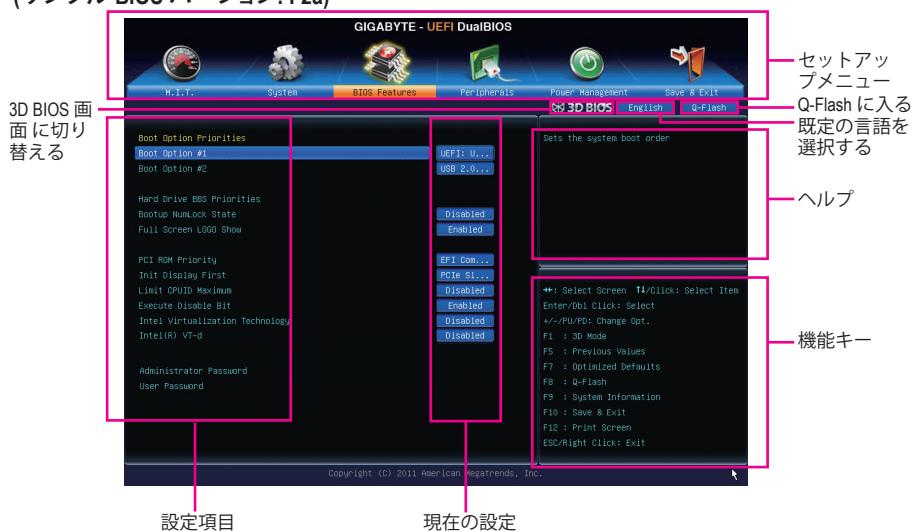 (サンプル BIOS バージョン: F2a)
GIGABYTE - UEFI DualBIOS
M.I.T.
System
BIOS Features
Peripherals
Power Management
Save & Exit
セットアッ
プメニュー
3D BIOS 画
面 に切り
替える
3D BIOS
English
Q-Flash
Q-Flash に入る
既定の言語を
選択する
Boot Option Priorities
Boot Option #1 UEFI: U...
Boot Option #2 USB 2.0...
Hard Drive BBS Priorities
Bootup NumLock State Disabled
Full Screen LOGO Show Enabled
PCI ROM Priority EFI Com...
Init Display First PCIe Sl...
Limit CPUID Maximum Disabled
Execute Disable Bit Enabled
Intel Virtualization Technology Disabled
Intel(R) VT-d Disabled
Administrator Password
User Password
Sets the system boot order
ヘルプ
→←: Select Screen ↑↓/Click: Select Item
Enter/Dbl Click: Select
+/-/PU/PD: Change Opt.
F1 : 3D Mode
F5 : Previous Values
F7 : Optimized Defaults
F8 : Q-Flash
F9 : System Information
F10 : Save & Exit
F12 : Print Screen
ESC/Right Click: Exit
機能キー
Copyright (C) 2011 American Megatrends, Inc.
設定項目
現在の設定